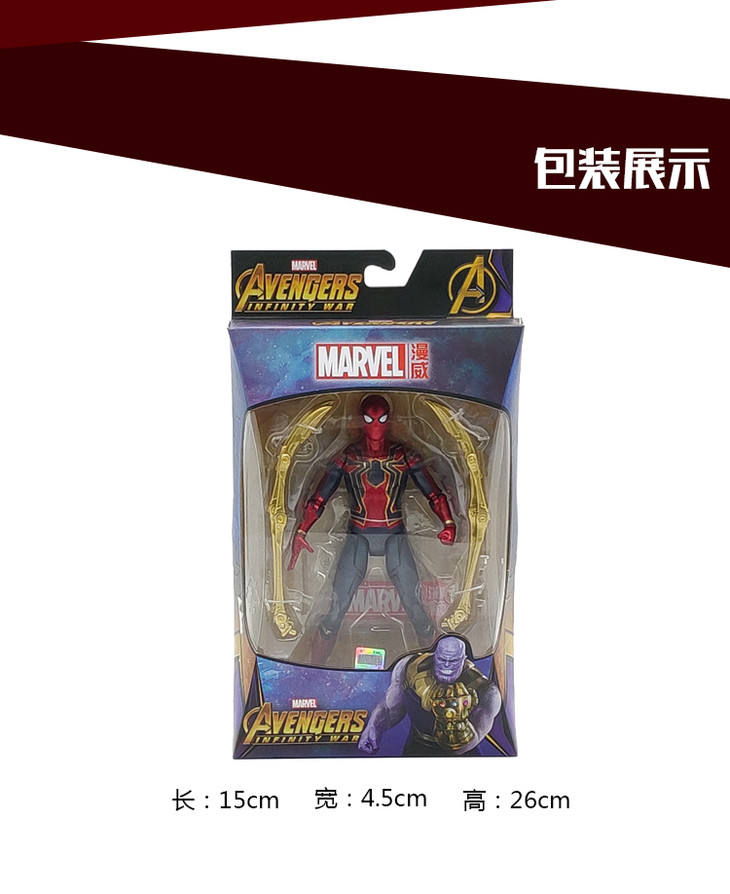 包装展示
MARVEL
AVENGERS
INFINITY WAR
MARVEL 漫威
MARVEL
MARVEL
AVENGERS
INFINITY WAR
长：15cm 宽：4.5cm 高：26cm